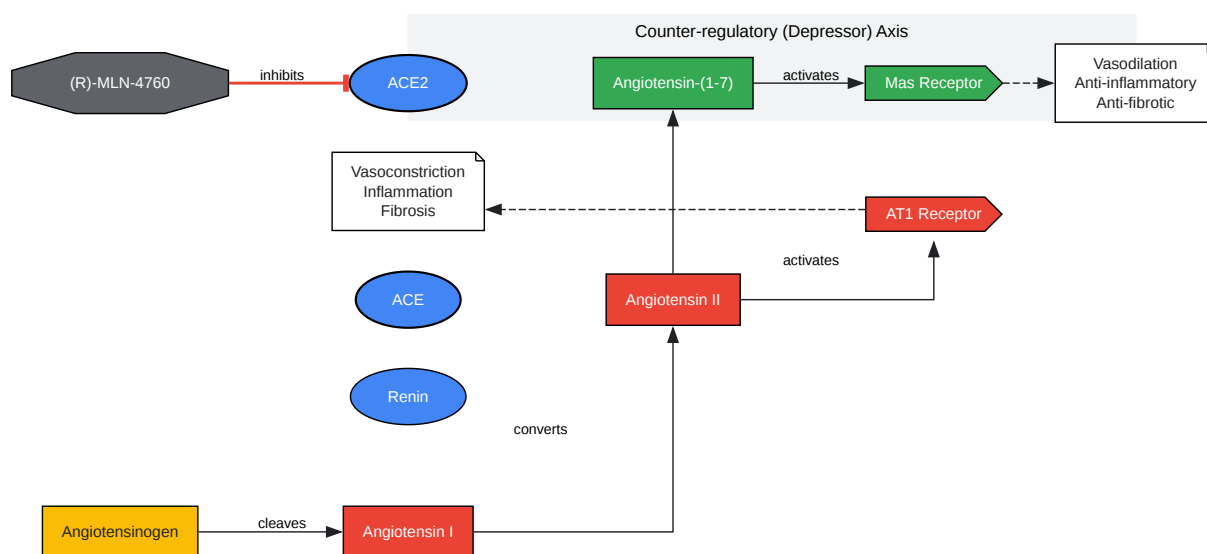 Counter-regulatory (Depressor) Axis
(R)-MLN-4760
inhibits
ACE2
Angiotensin-(1-7)
activates
Mas Receptor
Vasodilation
Anti-inflammatory
Anti-fibrotic
Vasoconstriction
Inflammation
Fibrosis
AT1 Receptor
activates
ACE
Angiotensin II
Renin
converts
Angiotensinogen
cleaves
Angiotensin I